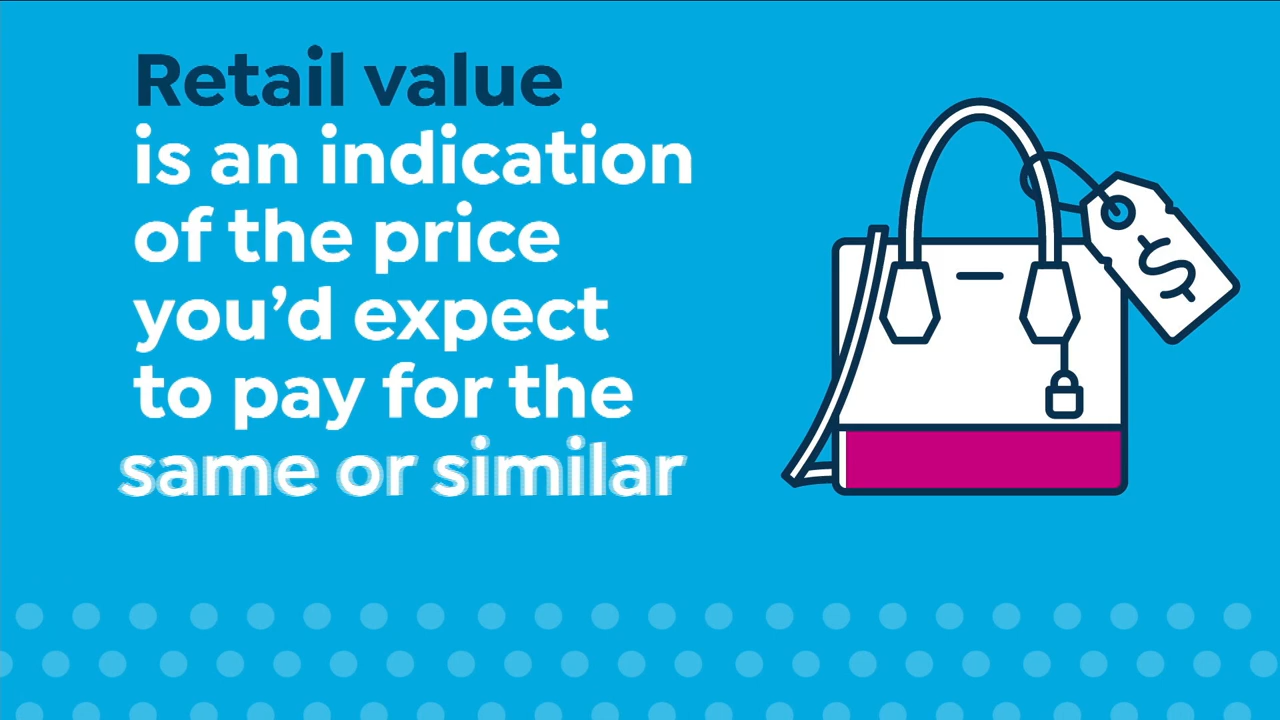 Retail value
is an indication
of the price
you’d expect
to pay for the
same or similar
$